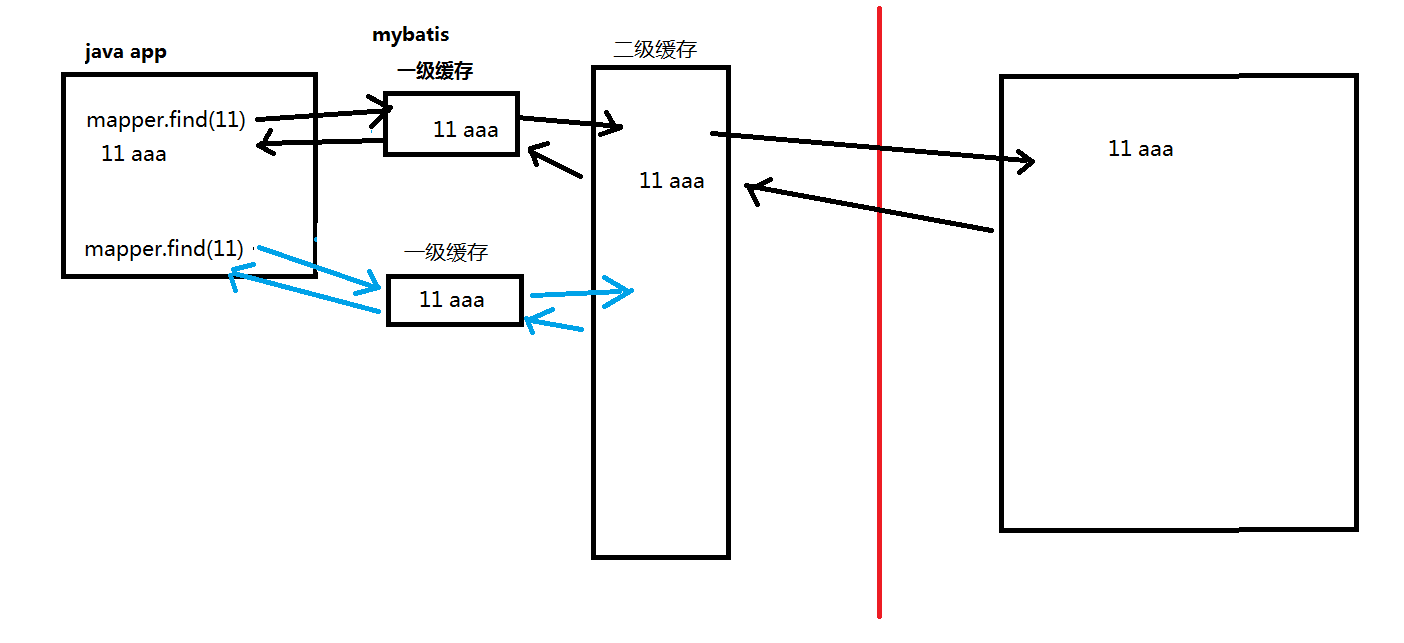 java app
mybatis
一级缓存
二级缓存
mapper.find(11)
11 aaa
11 aaa
11 aaa
11 aaa
mapper.find(11)
一级缓存
11 aaa